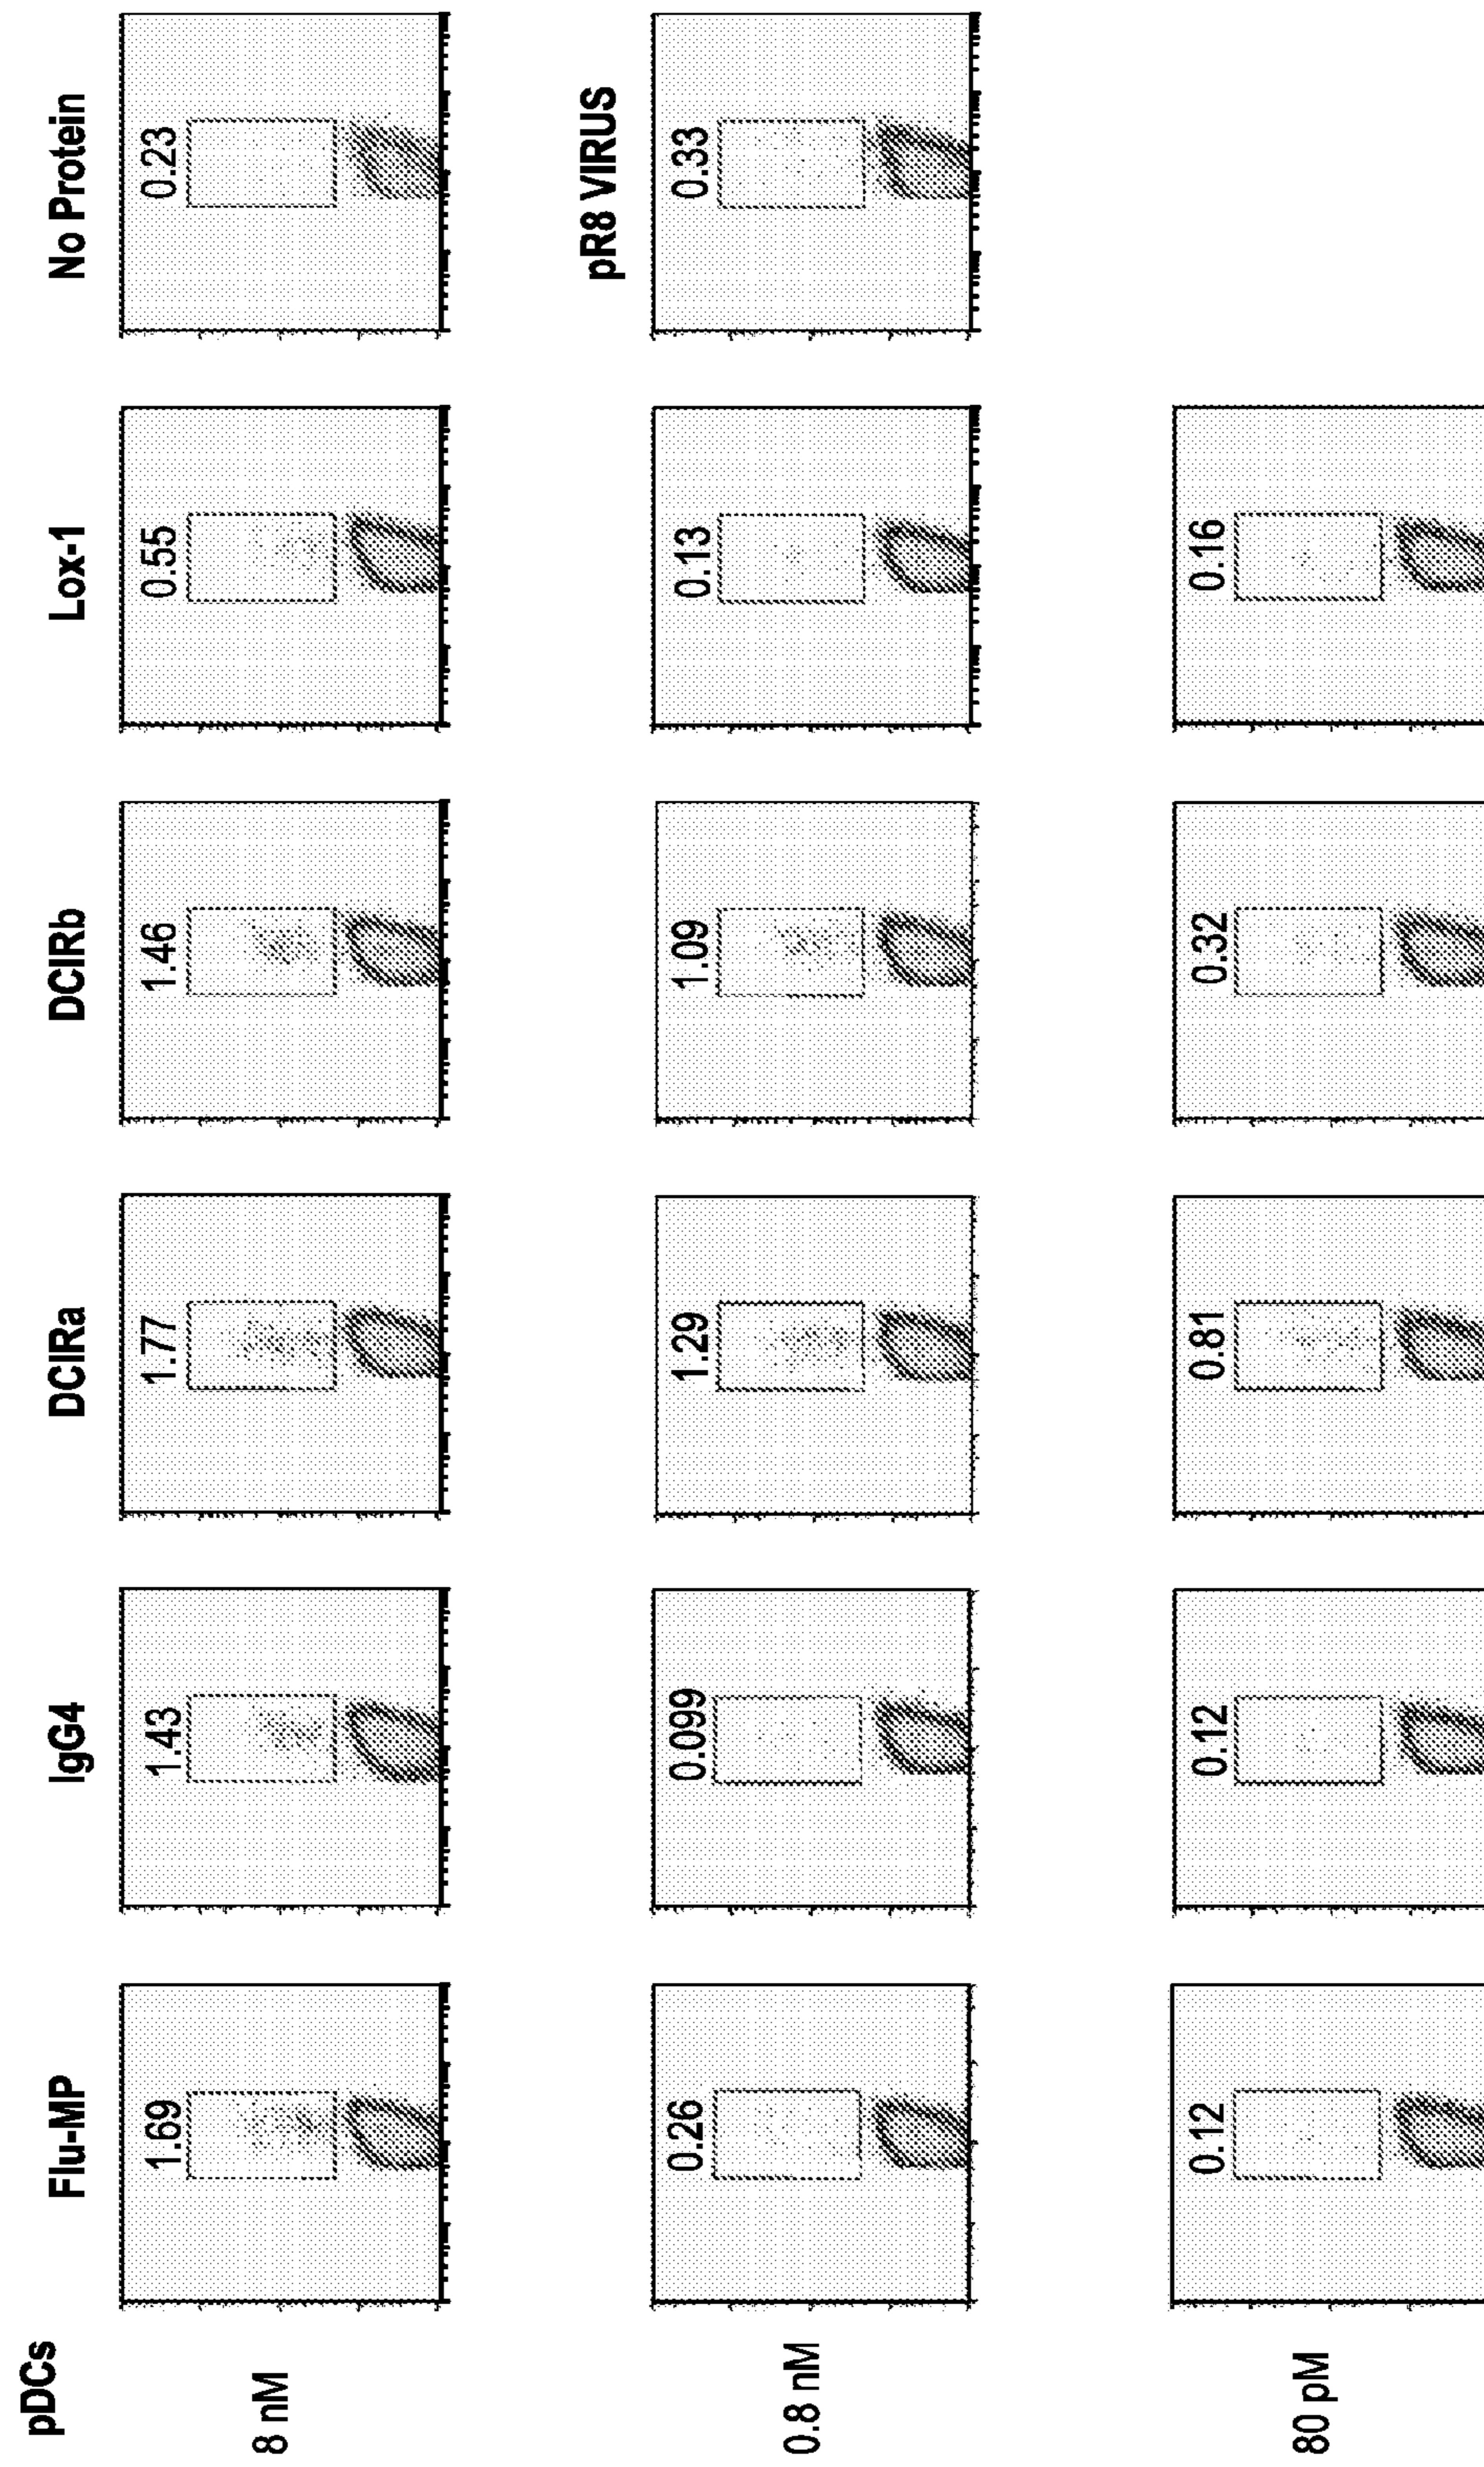 pDCs
Flu-MP IgG4 DCIRa DCIRb Lox-1 No Protein
8 nM 1.69 1.43 1.77 1.46 0.55 0.23
pR8 VIRUS
0.8 nM 0.26 0.099 1.29 1.09 0.13 0.33
80 pM 0.12 0.12 0.81 0.32 0.16